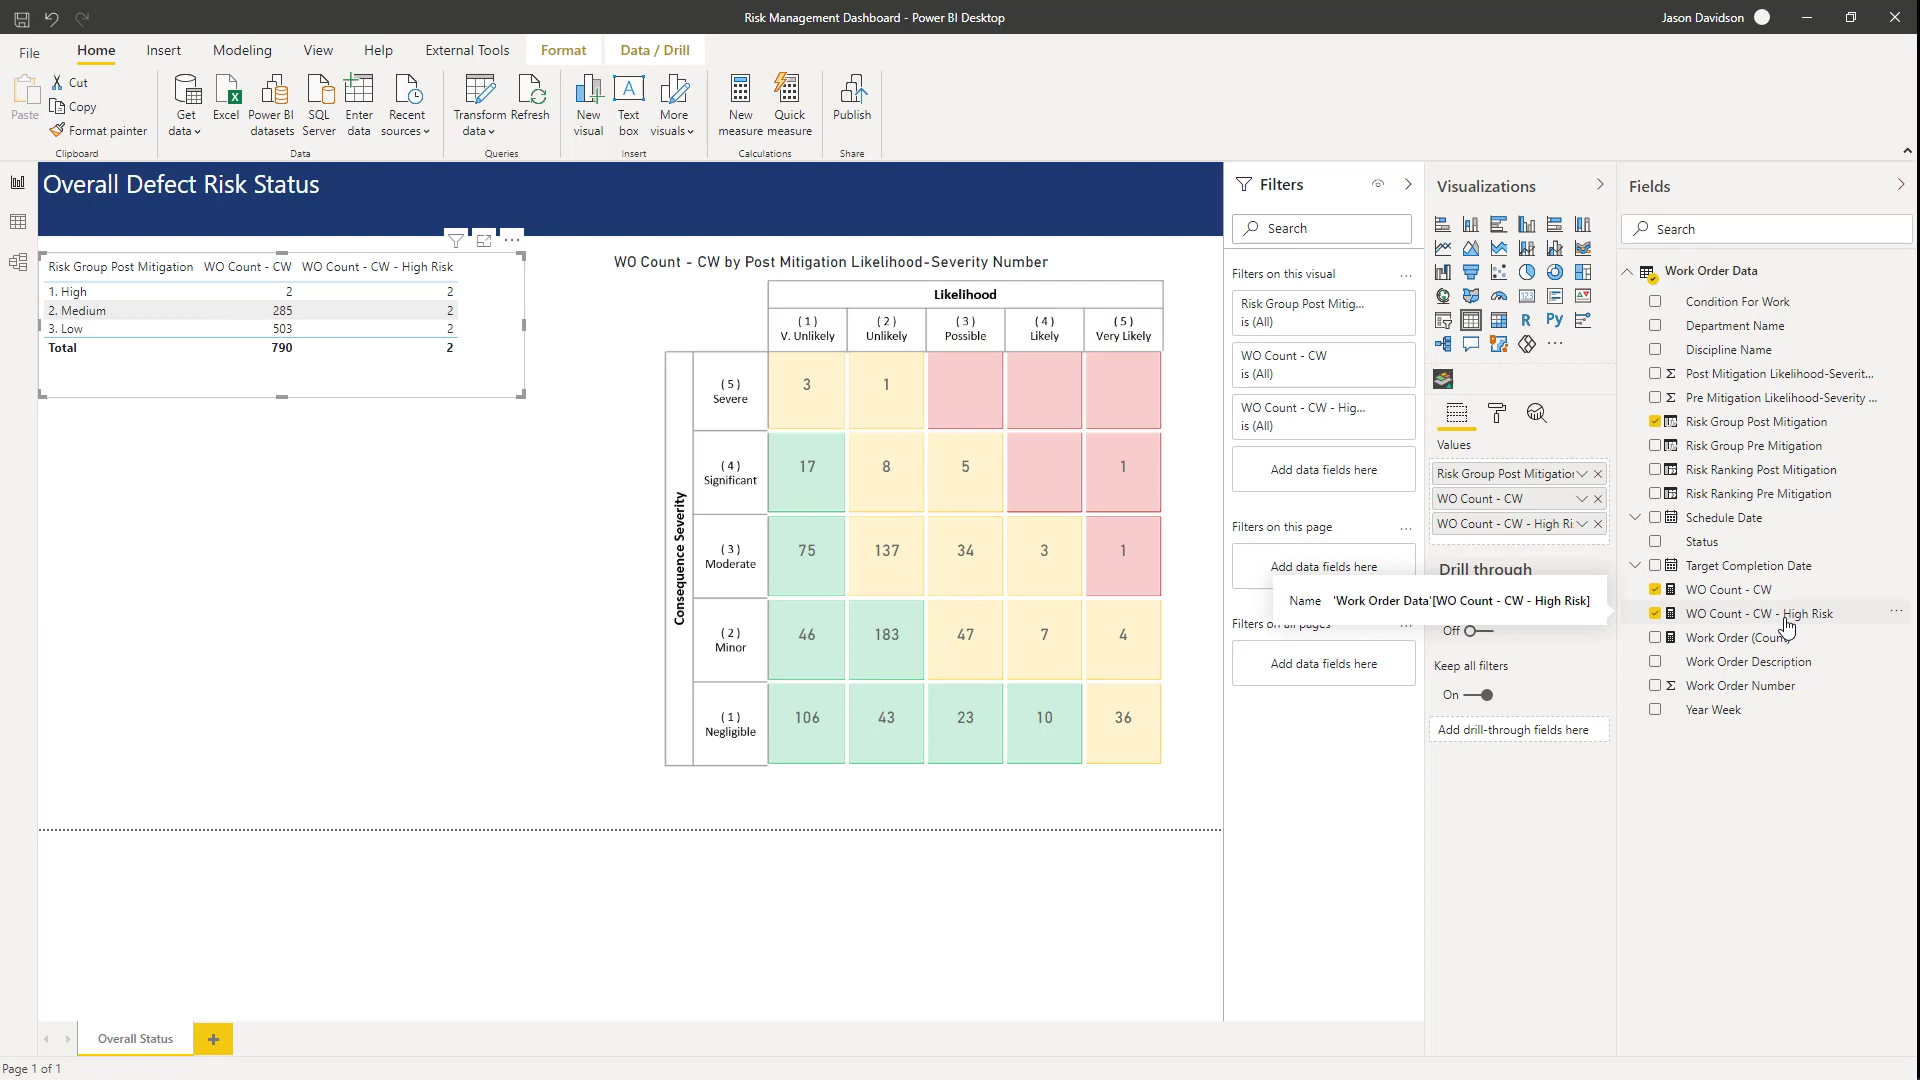 Risk Management Dashboard - Power BI Desktop
Jason Davidson
File
Home
Insert
Modeling
View
Help
External Tools
Format
Data / Drill
Paste
Cut
Copy
Format painter
Clipboard
Get data
Excel
Power BI datasets
SQL Server
Enter data
Recent sources
Data
Transform data
Refresh
Queries
New visual
A
Text box
More visuals
Insert
New measure
Quick measure
Calculations
Publish
Share
Overall Defect Risk Status
Risk Group Post Mitigation WO Count - CW WO Count - CW - High Risk
1. High 2 2
2. Medium 285 2
3. Low 503 2
Total 790 2
WO Count - CW by Post Mitigation Likelihood-Severity Number
Likelihood
( 1 ) V. Unlikely
( 2 ) Unlikely
( 3 ) Possible
( 4 ) Likely
( 5 ) Very Likely
Consequence Severity
( 5 ) Severe
3 1
( 4 ) Significant
17 8 5 1
( 3 ) Moderate
75 137 34 3 1
( 2 ) Minor
46 183 47 7 4
( 1 ) Negligible
106 43 23 10 36
Filters
Search
Filters on this visual
Risk Group Post Mitig...
is (All)
WO Count - CW
is (All)
WO Count - CW - Hig...
is (All)
Add data fields here
Filters on this page
Add data fields here
Filters on all pages
Add data fields here
Visualizations
R
Py
Values
Risk Group Post Mitigation
WO Count - CW
WO Count - CW - High Ri
Drill through
Name 'Work Order Data'[WO Count - CW - High Risk]
Off
Keep all filters
On
Add drill-through fields here
Fields
Search
Work Order Data
Condition For Work
Department Name
Discipline Name
Post Mitigation Likelihood-Severit...
Pre Mitigation Likelihood-Severity ...
Risk Group Post Mitigation
Risk Group Pre Mitigation
Risk Ranking Post Mitigation
Risk Ranking Pre Mitigation
Schedule Date
Status
Target Completion Date
WO Count - CW
WO Count - CW - High Risk
Work Order (Count)
Work Order Description
Work Order Number
Year Week
Overall Status
Page 1 of 1